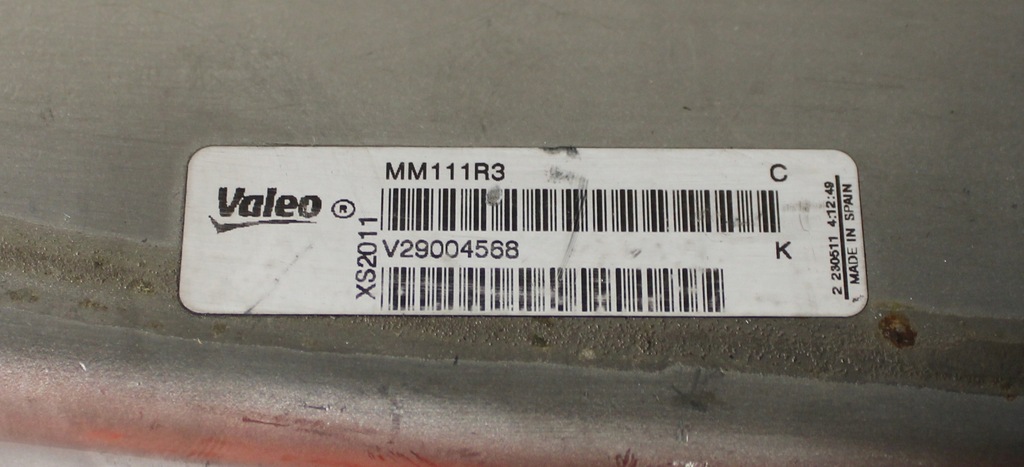 Valeo ®
MM111R3
C
XS2011
V29004568
K
2 230511 4:12:49
MADE IN SPAIN